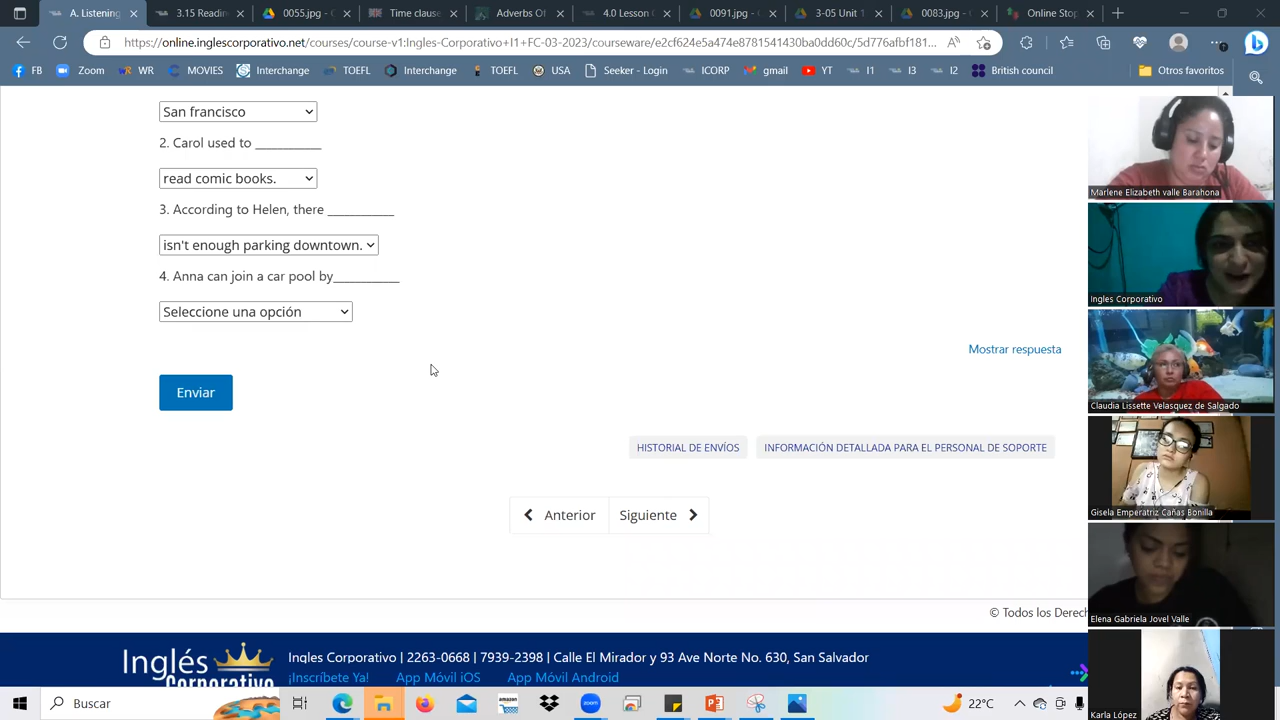 A. Listening
3.15 Readin
0055.jpg - G
Time clause
Adverbs Of
4.0 Lesson O
0091.jpg - G
3-05 Unit 1
0083.jpg - G
Online Stop
https://online.inglescorporativo.net/courses/course-v1:Ingles-Corporativo+I1+FC-03-2023/courseware/e2cf624e5a474e8781541430ba0dd60c/5d776afbf181...
FB
Zoom
WR
MOVIES
Interchange
TOEFL
Interchange
TOEFL
USA
Seeker - Login
ICORP
gmail
YT
I1
I3
I2
British council
Otros favoritos
San francisco
2. Carol used to __________
read comic books.
3. According to Helen, there __________
isn't enough parking downtown.
4. Anna can join a car pool by__________
Seleccione una opción
Mostrar respuesta
Enviar
HISTORIAL DE ENVÍOS
INFORMACIÓN DETALLADA PARA EL PERSONAL DE SOPORTE
Anterior
Siguiente
© Todos los Derech
Inglés
Corporativo
Ingles Corporativo | 2263-0668 | 7939-2398 | Calle El Mirador y 93 Ave Norte No. 630, San Salvador
¡Inscríbete Ya!
App Móvil iOS
App Móvil Android
Marlene Elizabeth valle Barahona
Ingles Corporativo
Claudia Lissette Velasquez de Salgado
Gisela Emperatriz Cañas Bonilla
Elena Gabriela Jovel Valle
Karla López
Buscar
amazon
zoom
22°C